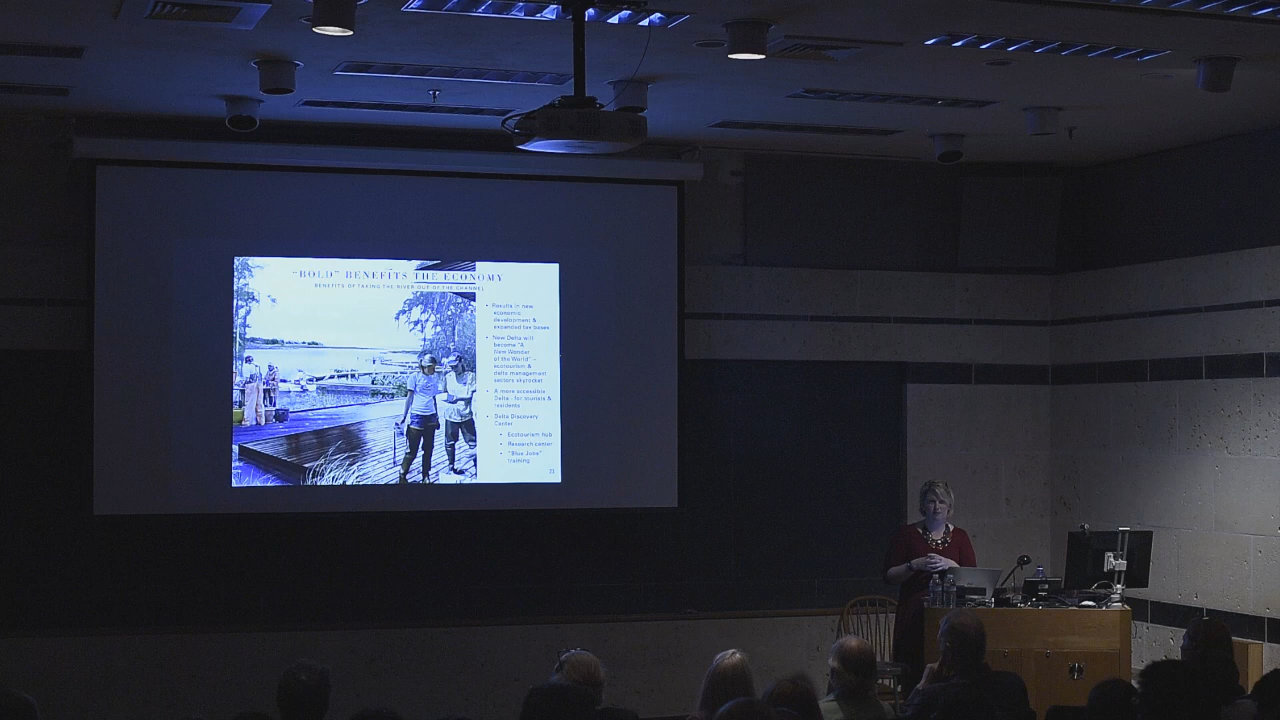 "BOLD" BENEFITS THE ECONOMY
BENEFITS OF TAKING THE RIVER OUT OF THE CHANNEL
• Results in new
economic
development &
expanded tax bases
• New Delta will
become "A
New Wonder
of the World" –
ecotourism &
delta management
sectors skyrocket
• A more accessible
Delta - for tourists &
residents
• Delta Discovery
Center
• Ecotourism hub
• Research center
• "Blue Jobs"
training
23